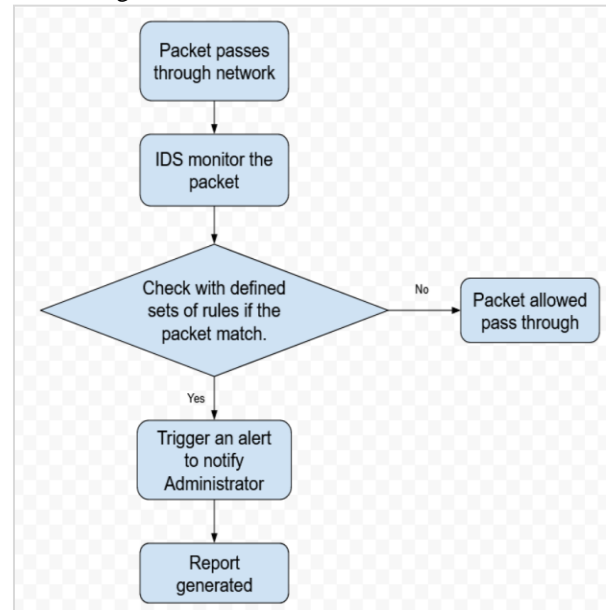 Packet passes
through network
IDS monitor the
packet
Check with defined
sets of rules if the
packet match.
No
Packet allowed
pass through
Yes
Trigger an alert
to notify
Administrator
Report
generated